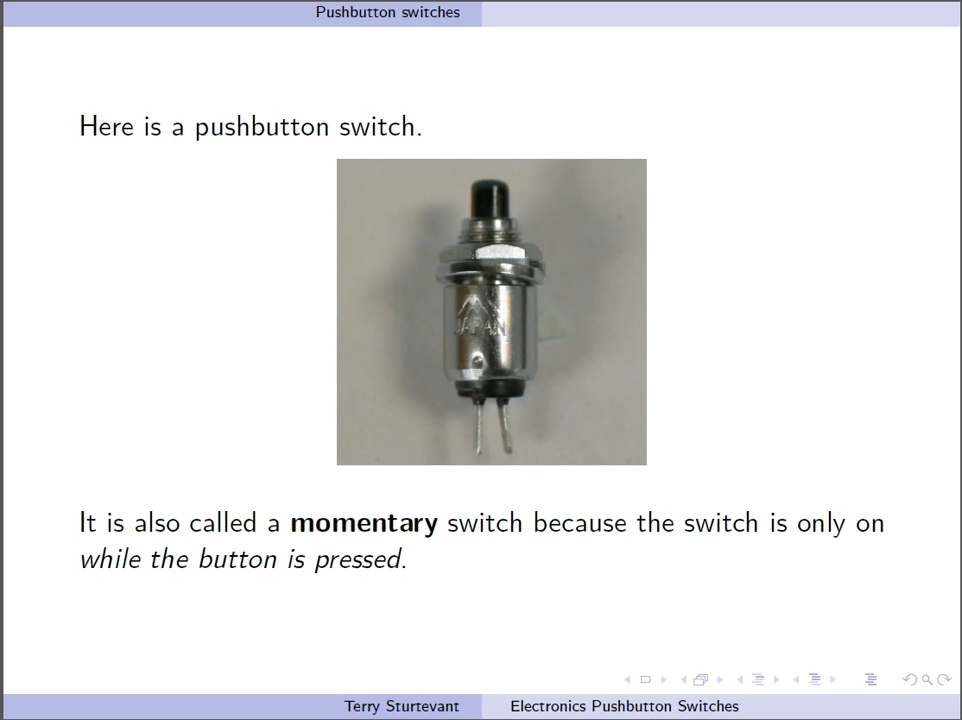 Pushbutton switches
Here is a pushbutton switch.
JAPAN
It is also called a momentary switch because the switch is only on
while the button is pressed.
Terry Sturtevant
Electronics Pushbutton Switches